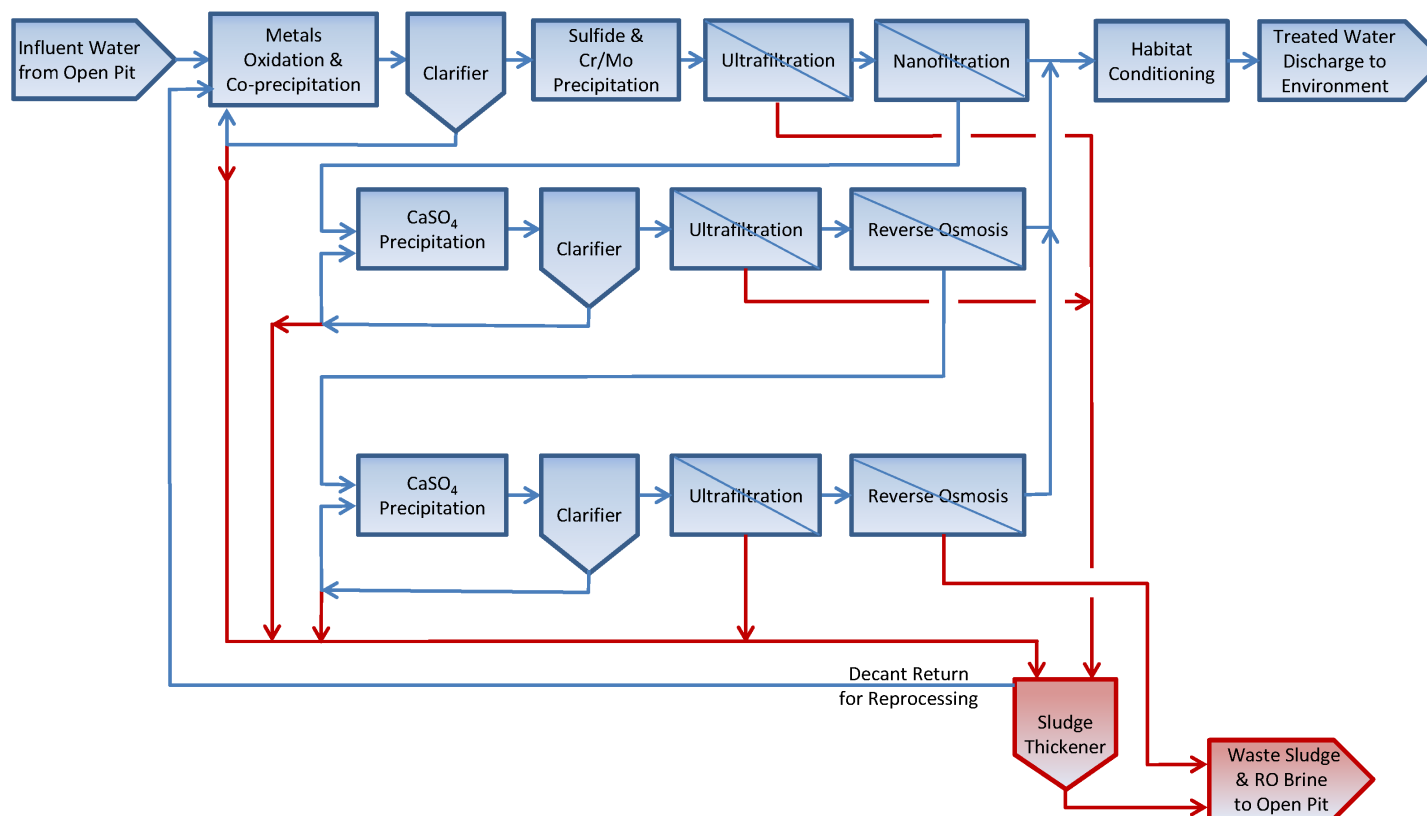 Influent Water
from Open Pit
Metals
Oxidation &
Co-precipitation
Clarifier
Sulfide &
Cr/Mo
Precipitation
Ultrafiltration
Nanofiltration
Habitat
Conditioning
Treated Water
Discharge to
Environment
CaSO₄
Precipitation
Clarifier
Ultrafiltration
Reverse Osmosis
CaSO₄
Precipitation
Clarifier
Ultrafiltration
Reverse Osmosis
Decant Return
for Reprocessing
Sludge
Thickener
Waste Sludge
& RO Brine
to Open Pit